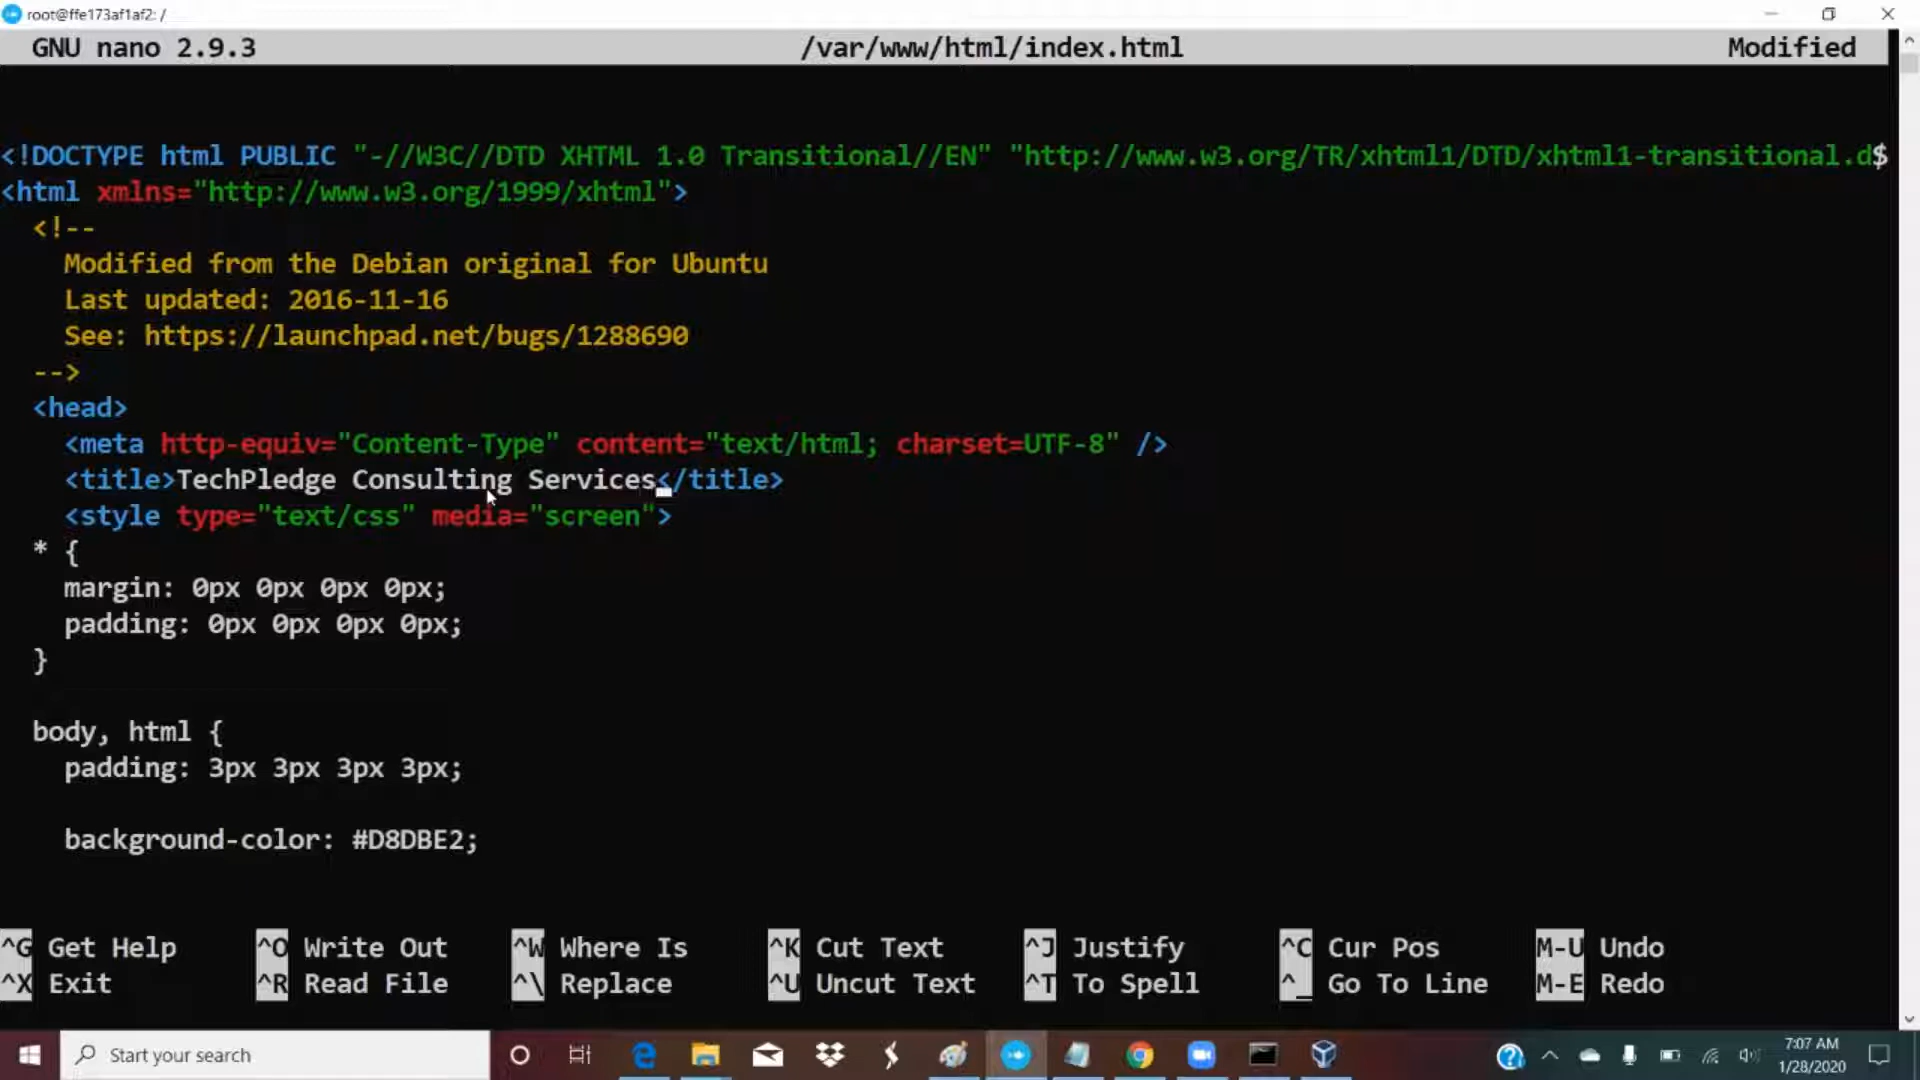 root@ffe173af1af2: /
GNU nano 2.9.3 /var/www/html/index.html Modified
<!DOCTYPE html PUBLIC "-//W3C//DTD XHTML 1.0 Transitional//EN" "http://www.w3.org/TR/xhtml1/DTD/xhtml1-transitional.d$
<html xmlns="http://www.w3.org/1999/xhtml">
<!--
Modified from the Debian original for Ubuntu
Last updated: 2016-11-16
See: https://launchpad.net/bugs/1288690
-->
<head>
<meta http-equiv="Content-Type" content="text/html; charset=UTF-8" />
<title>TechPledge Consulting Services</title>
<style type="text/css" media="screen">
* {
margin: 0px 0px 0px 0px;
padding: 0px 0px 0px 0px;
}
body, html {
padding: 3px 3px 3px 3px;
background-color: #D8DBE2;
^G Get Help ^O Write Out ^W Where Is ^K Cut Text ^J Justify ^C Cur Pos M-U Undo
^X Exit ^R Read File ^\ Replace ^U Uncut Text ^T To Spell ^_ Go To Line M-E Redo
Start your search
7:07 AM
1/28/2020